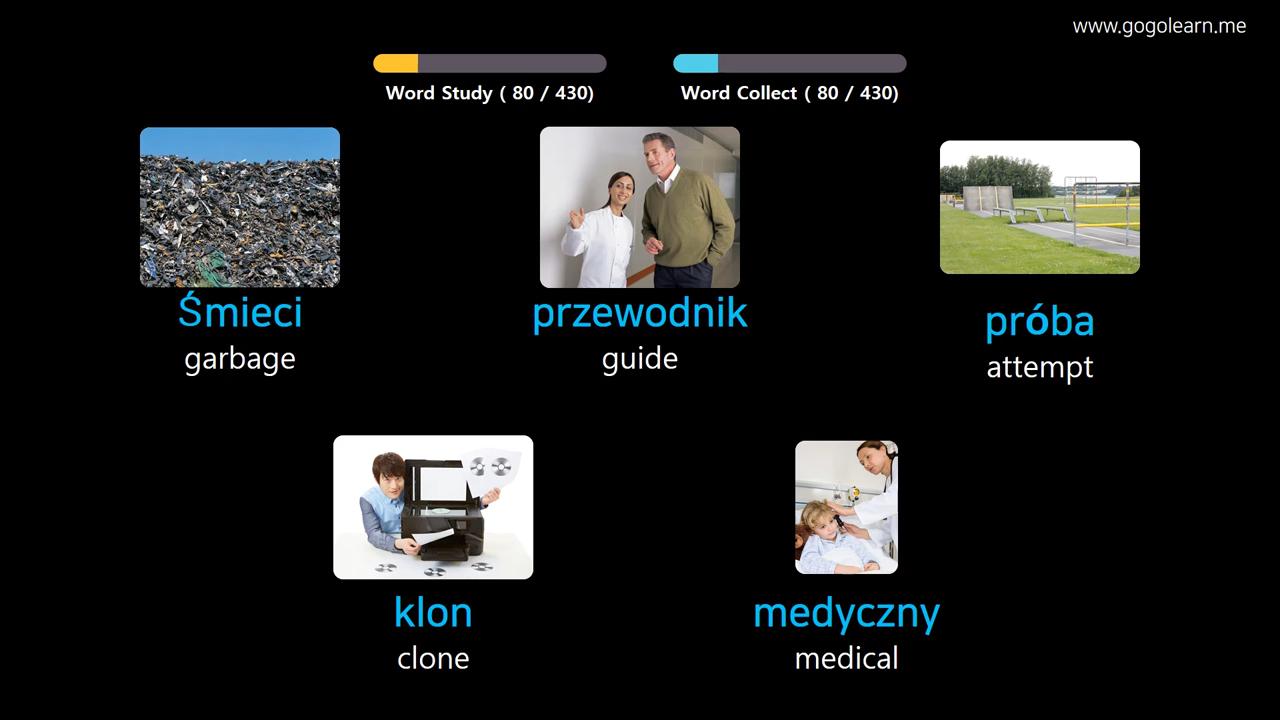 www.gogolearn.me
Word Study ( 80 / 430)
Word Collect ( 80 / 430)
Śmieci
garbage
przewodnik
guide
próba
attempt
klon
clone
medyczny
medical